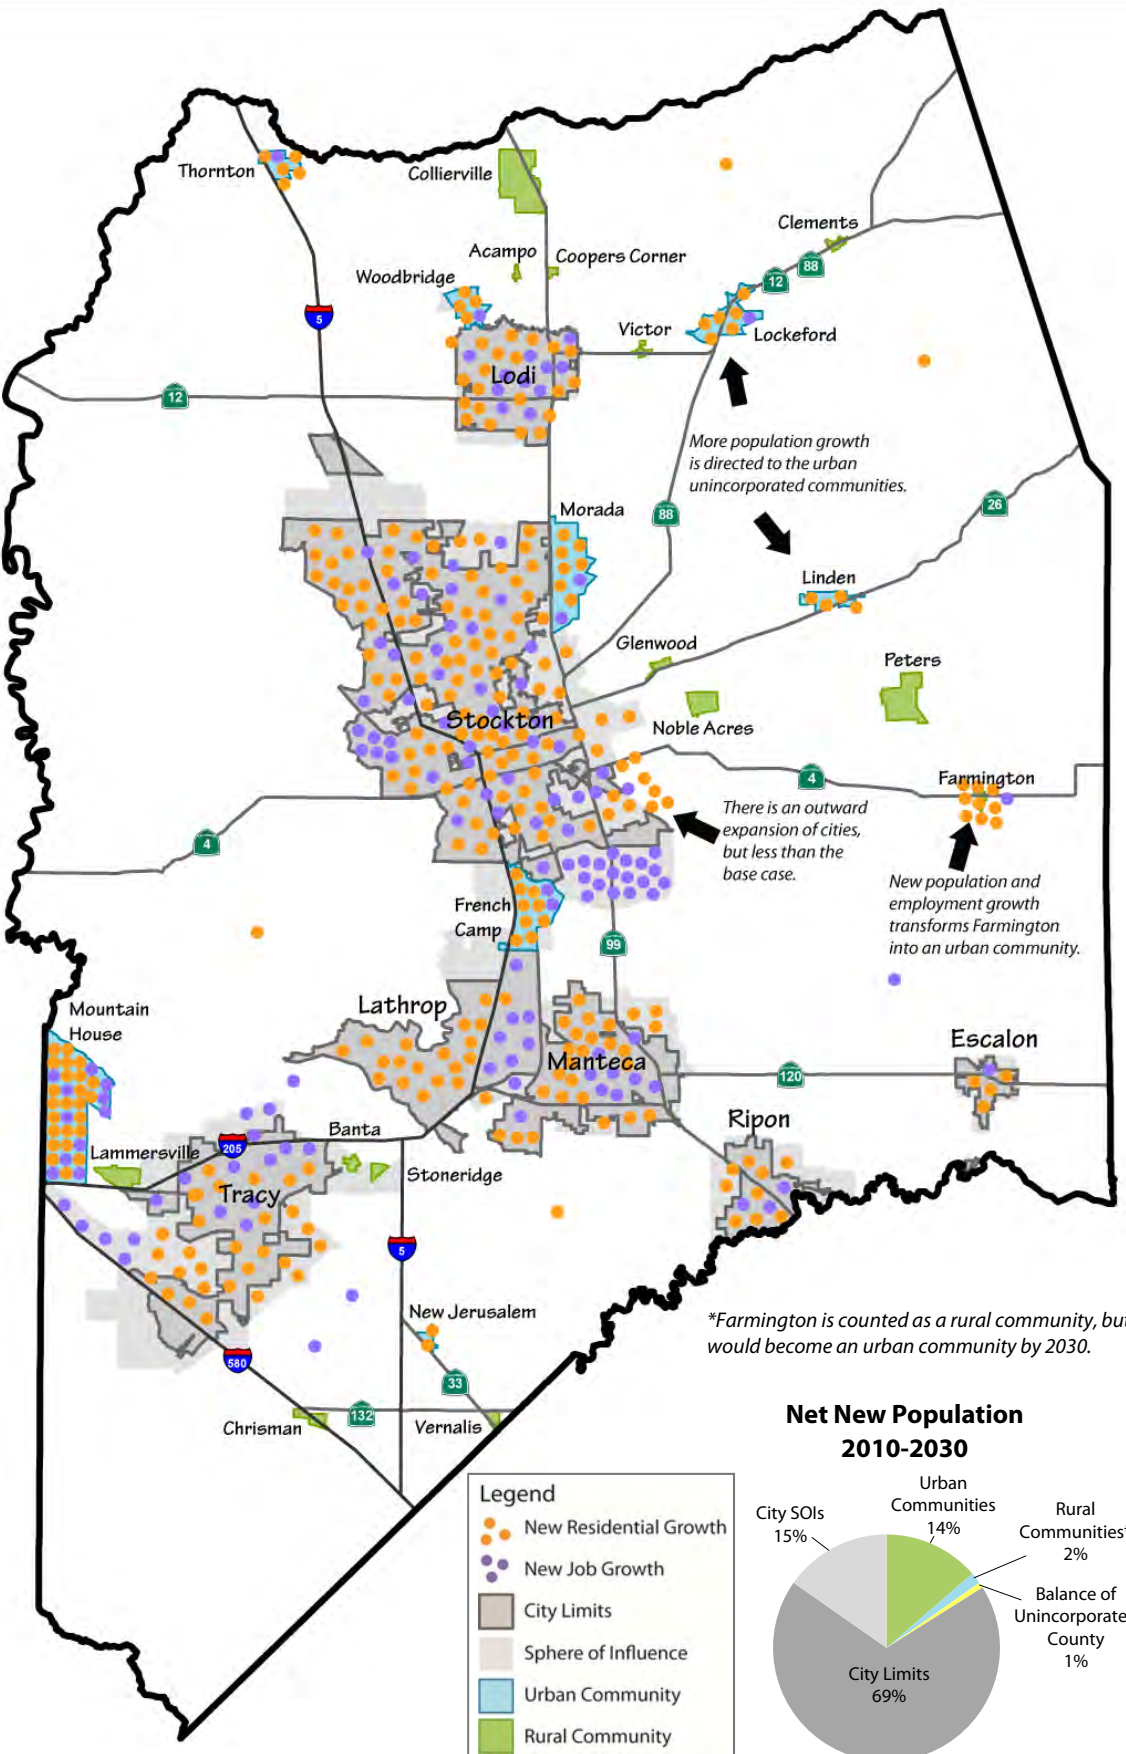 Thornton
Collierville
Clements
Acampo
Coopers Corner
88
12
Woodbridge
5
Victor
Lockeford
Lodi
12
More population growth
is directed to the urban
unincorporated communities.
26
Morada
88
Linden
Glenwood
Peters
Stockton
Noble Acres
4
Farmington
There is an outward
expansion of cities,
but less than the
base case.
4
New population and
employment growth
transforms Farmington
into an urban community.
French
Camp
99
Mountain
House
Lathrop
Escalon
Manteca
120
Ripon
Banta
205
Lammersville
Stoneridge
Tracy
5
New Jerusalem
*Farmington is counted as a rural community, but
would become an urban community by 2030.
580
33
132
Chrisman
Vernalis
Net New Population
2010-2030
Legend
New Residential Growth
New Job Growth
City Limits
Sphere of Influence
Urban Community
Rural Community
Urban
Communities
14%
City SOIs
15%
Rural
Communities*
2%
Balance of
Unincorporate
County
1%
City Limits
69%